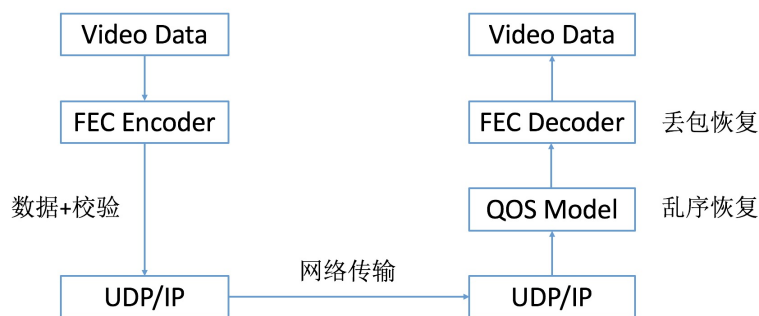 Video Data
Video Data
FEC Encoder
FEC Decoder
丢包恢复
数据+校验
QOS Model
乱序恢复
网络传输
UDP/IP
UDP/IP